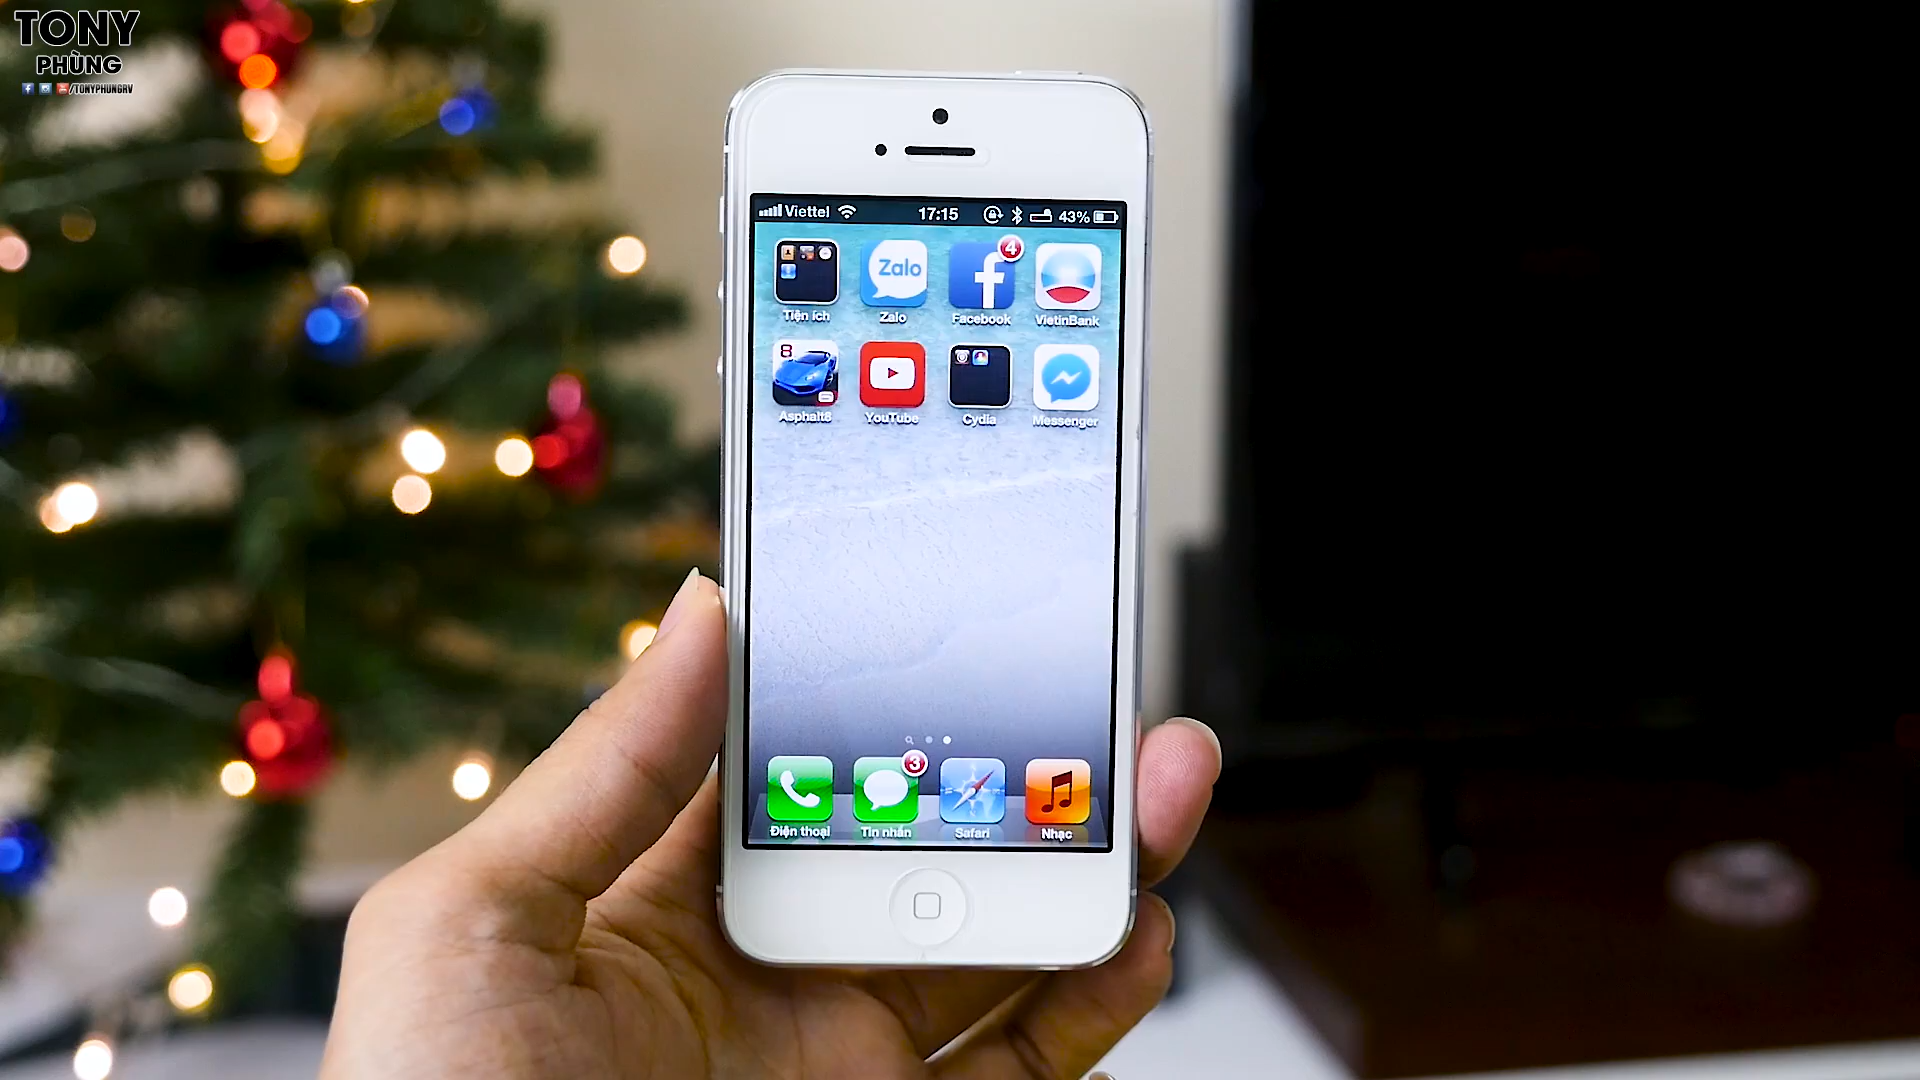 TONY
PHÙNG
/TONYPHUNGRV
Viettel 17:15 43%
Zalo 4
Tiện ích Zalo Facebook VietinBank
8
Asphalt8 YouTube Cydia Messenger
3
Điện thoại Tin nhắn Safari Nhạc